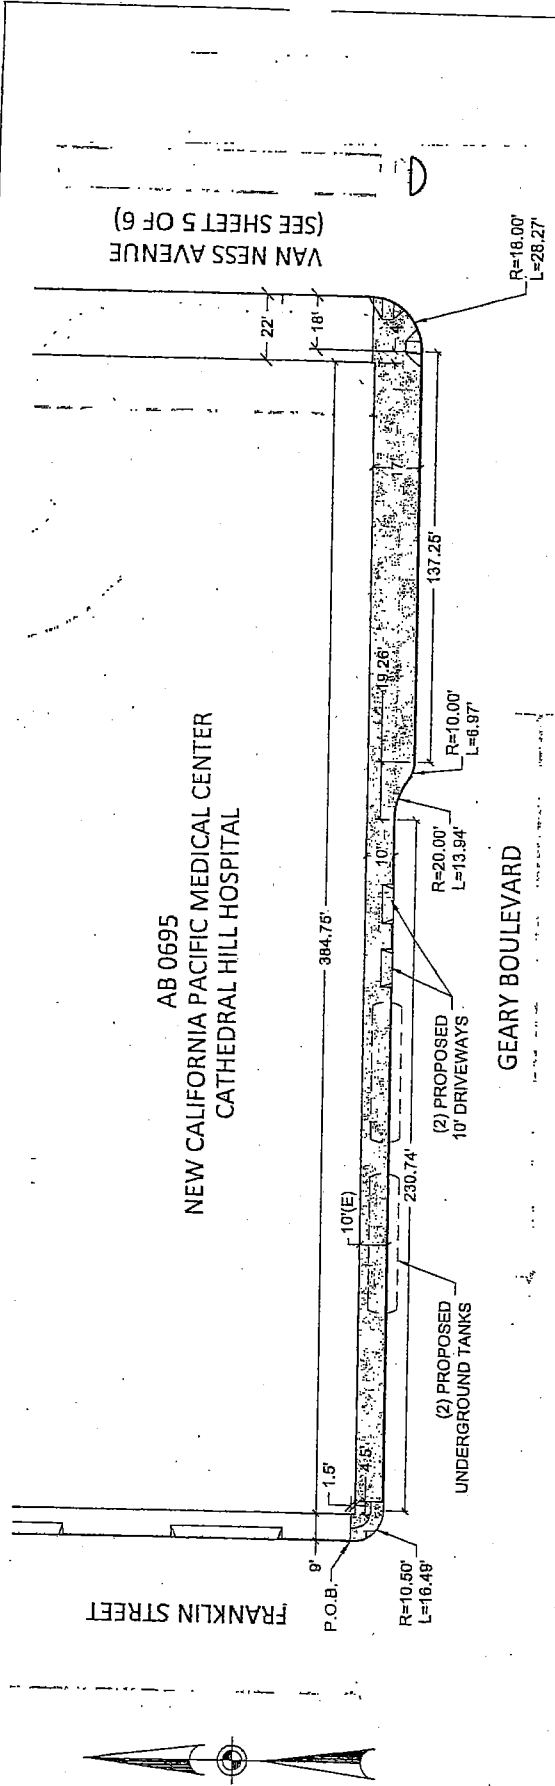 FRANKLIN STREET
VAN NESS AVENUE
(SEE SHEET 5 OF 6)
AB 0695
NEW CALIFORNIA PACIFIC MEDICAL CENTER
CATHEDRAL HILL HOSPITAL
22'
18'
384.75'
9'
1.5'
4.5'
P.O.B.
R=10.50'
L=16.49'
10'(E)
10'
19.26'
17'
4'
230.74'
137.25'
(2) PROPOSED
UNDERGROUND TANKS
(2) PROPOSED
10' DRIVEWAYS
R=20.00'
L=13.94'
R=10.00'
L=6.97'
R=18.00'
L=28.27'
GEARY BOULEVARD